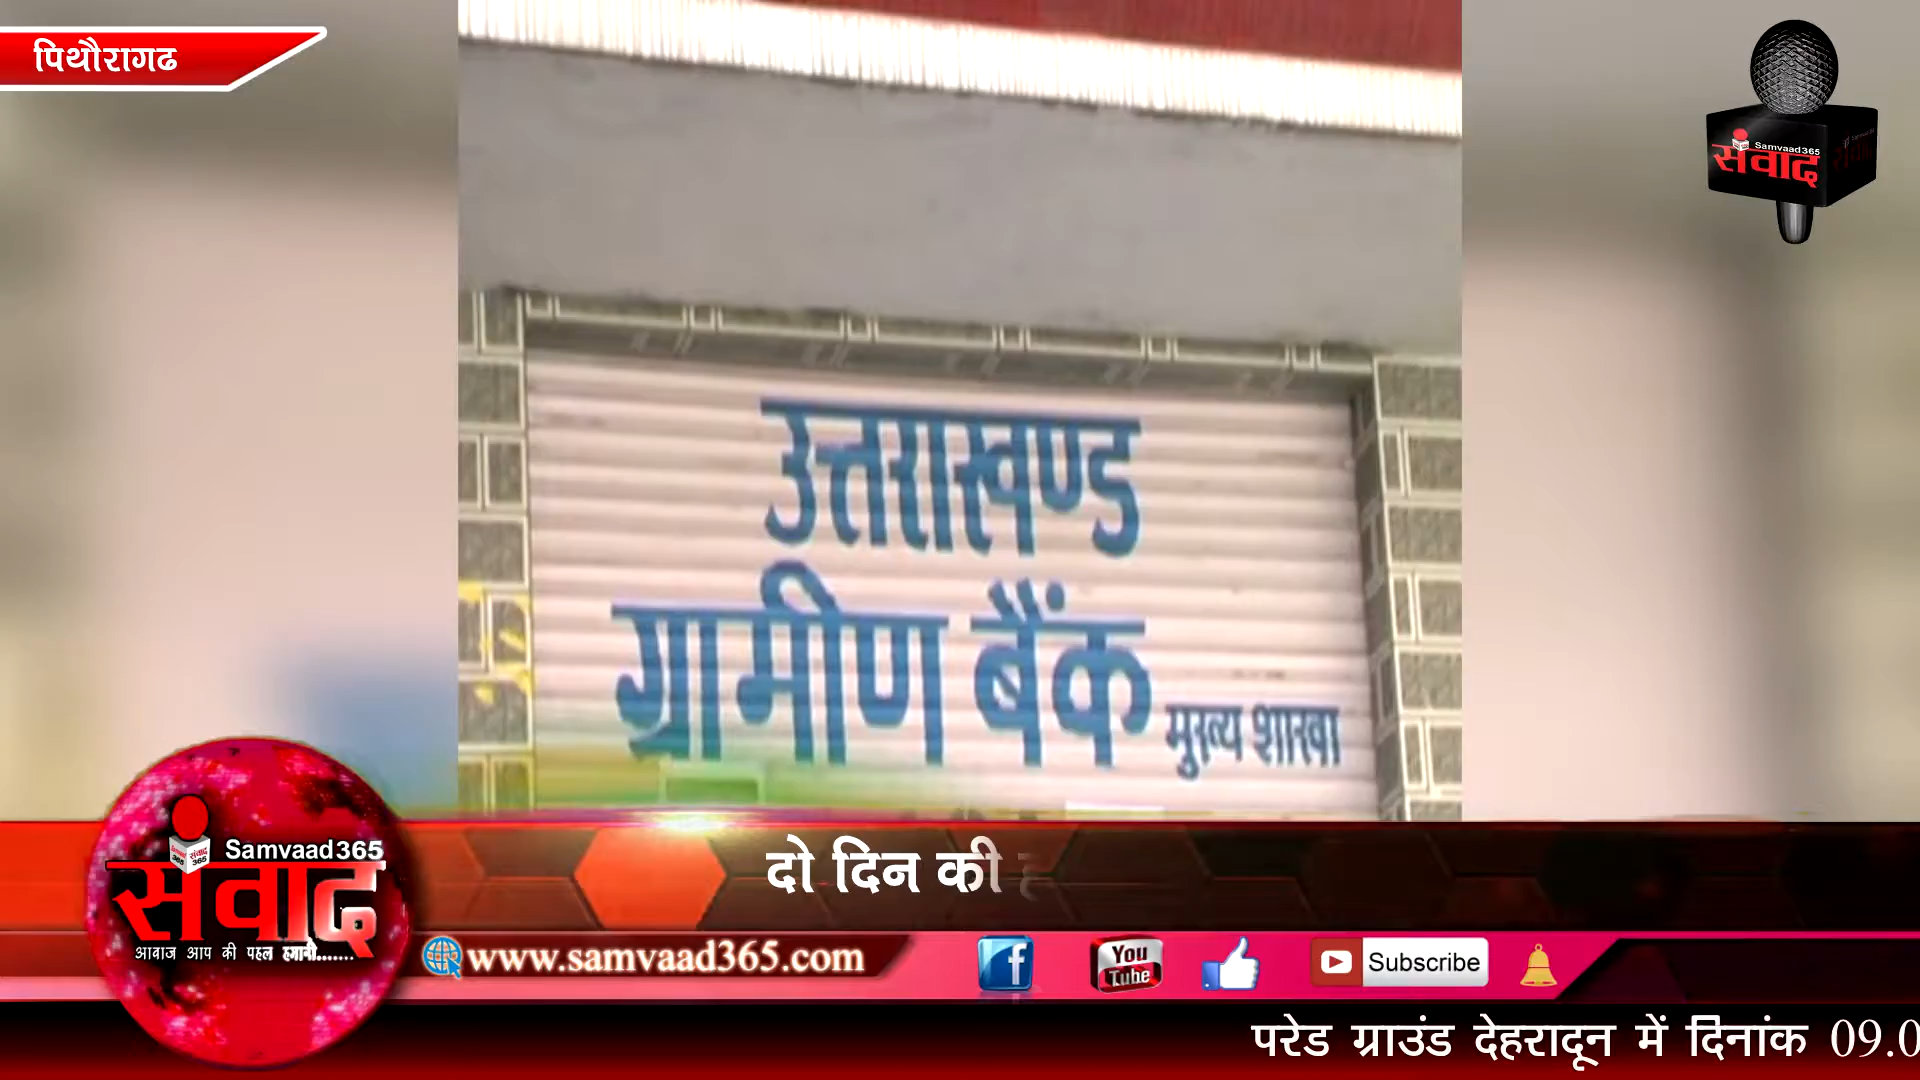 पिथौरागढ
Samvaad365
संवाद
उत्तराखण्ड
ग्रामीण बैंक मुख्य शाखा
दो दिन की
Samvaad365
संवाद
आवाज आप की पहल हमारी.......
www.samvaad365.com
You
Tube
Subscribe
परेड ग्राउंड देहरादून में दिनांक 09.0